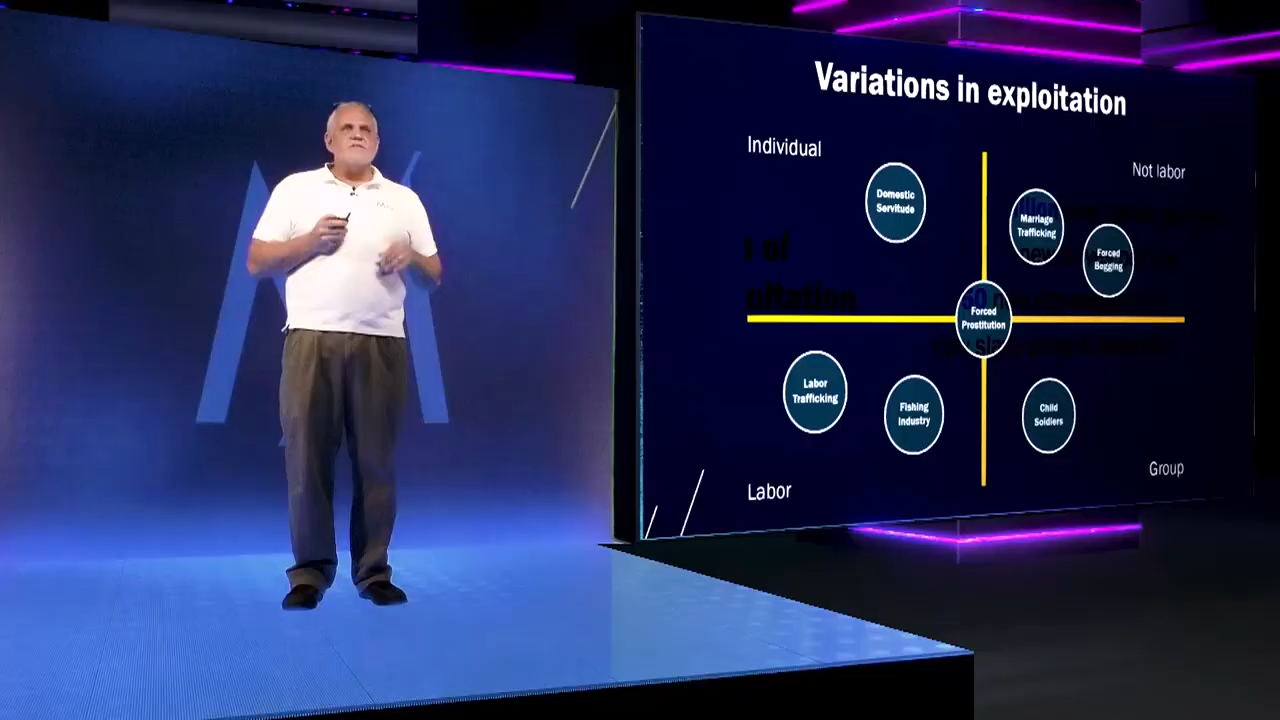 Variations in exploitation
Individual
Not labor
Domestic
Servitude
Marriage
Trafficking
Forced
Begging
Forced
Prostitution
Labor
Trafficking
Fishing
Industry
Child
Soldiers
Labor
Group